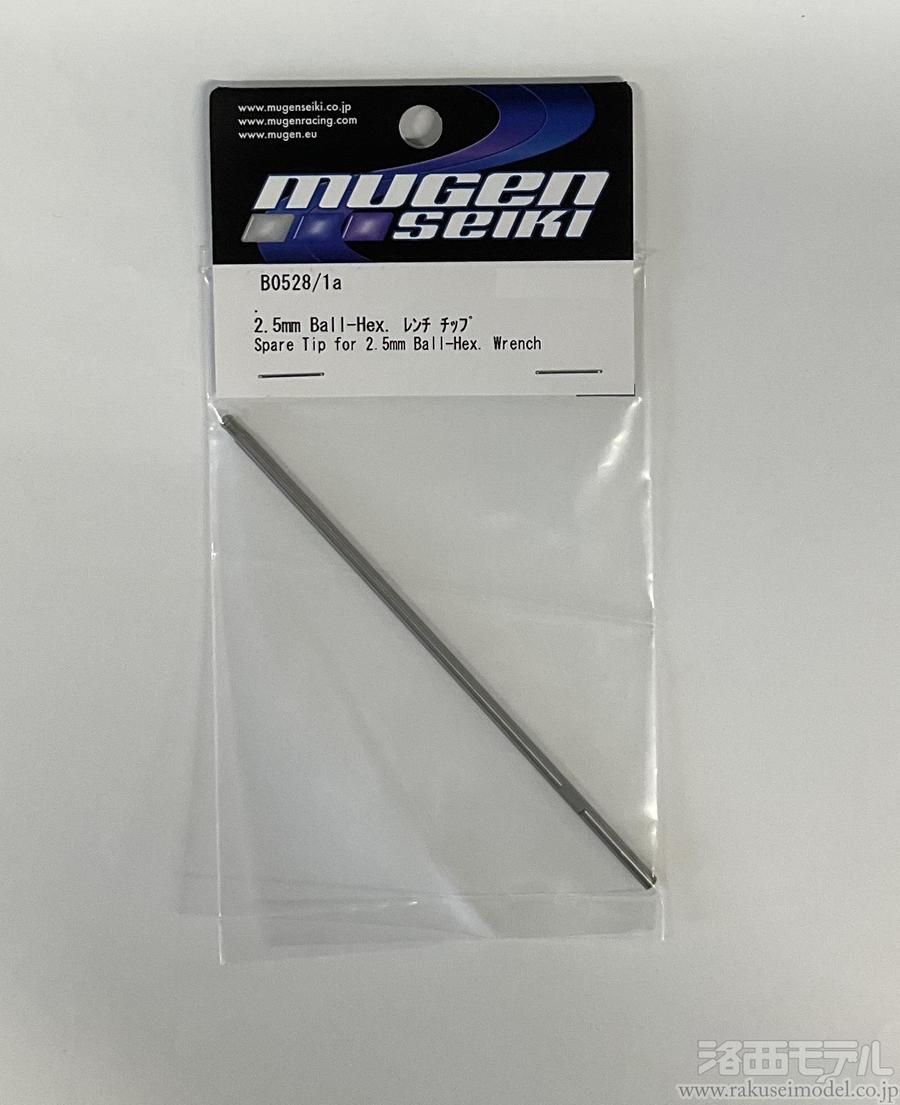 www.mugenseiki.co.jp
www.mugenracing.com
www.mugen.eu
mugen
seiki
B0528/1a
2.5mm Ball-Hex. ﾚﾝﾁ ﾁｯﾌﾟ
Spare Tip for 2.5mm Ball-Hex. Wrench
洛西モデル
www.rakuseimodel.co.jp